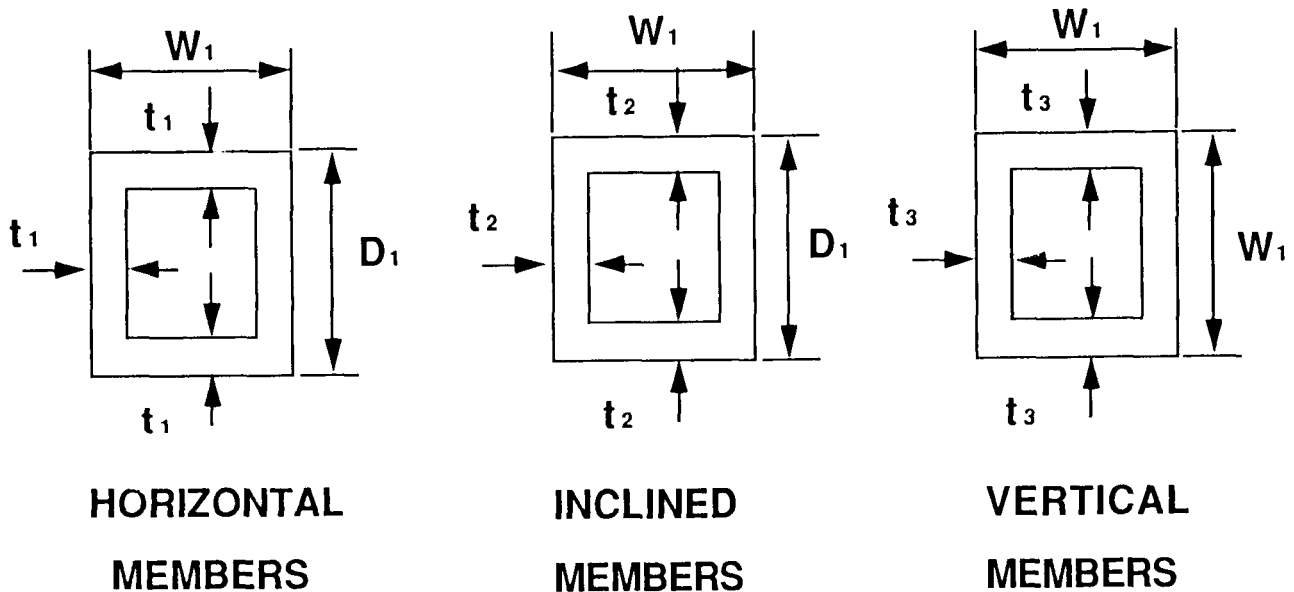 W1
t1
t1
D1
t1
HORIZONTAL
MEMBERS
W1
t2
t2
D1
t2
INCLINED
MEMBERS
W1
t3
t3
W1
t3
VERTICAL
MEMBERS